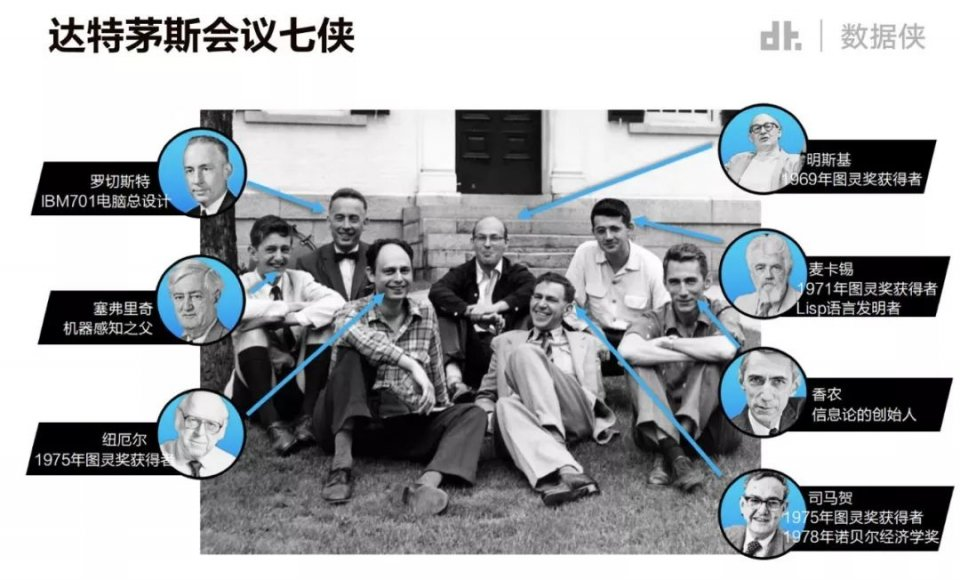 达特茅斯会议七侠
dt. | 数据侠
罗切斯特
IBM701电脑总设计
明斯基
1969年图灵奖获得者
塞弗里奇
机器感知之父
麦卡锡
1971年图灵奖获得者
Lisp语言发明者
纽厄尔
1975年图灵奖获得者
香农
信息论的创始人
司马贺
1975年图灵奖获得者
1978年诺贝尔经济学奖